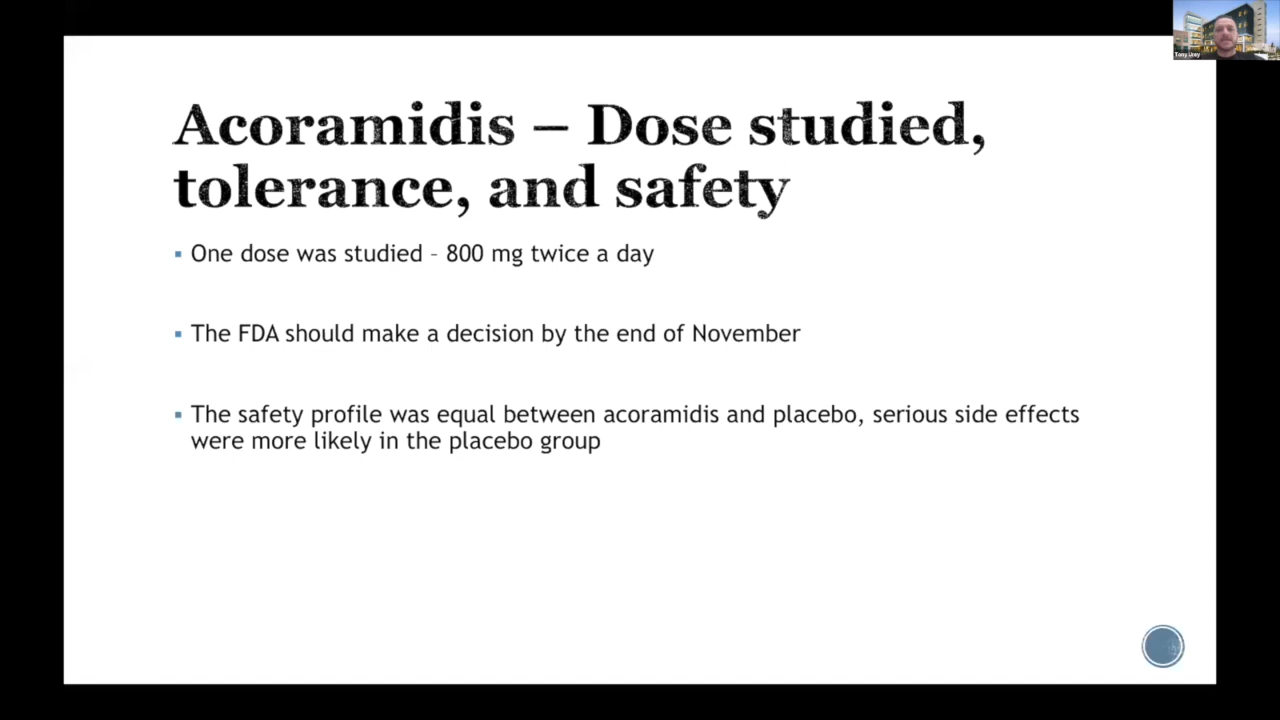 Acoramidis – Dose studied,
tolerance, and safety
▪ One dose was studied – 800 mg twice a day
▪ The FDA should make a decision by the end of November
▪ The safety profile was equal between acoramidis and placebo, serious side effects
were more likely in the placebo group